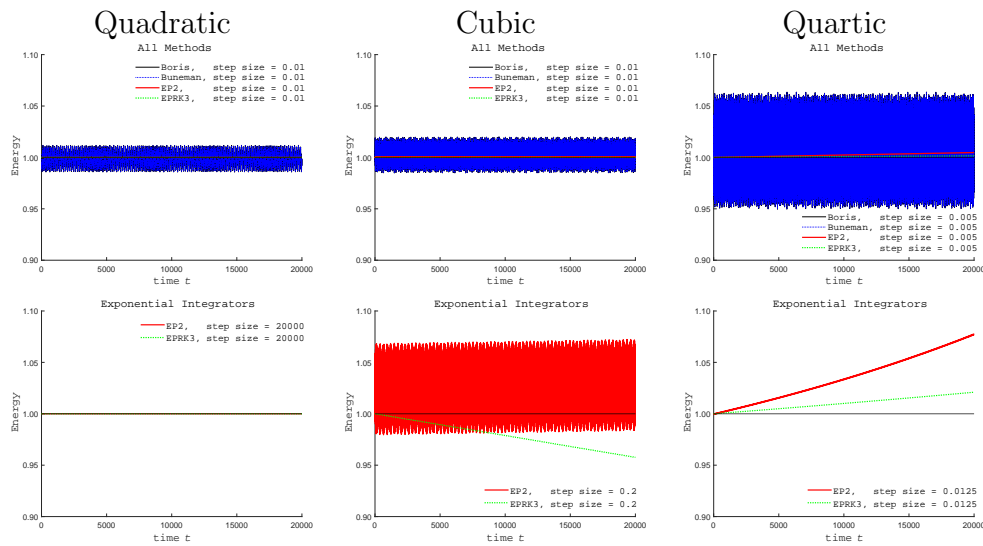 Quadratic
All Methods
Boris, step size = 0.01
Buneman, step size = 0.01
EP2, step size = 0.01
EPRK3, step size = 0.01
1.10
1.05
1.00
0.95
0.90
Energy
0 5000 10000 15000 20000
time t
Cubic
All Methods
Boris, step size = 0.01
Buneman, step size = 0.01
EP2, step size = 0.01
EPRK3, step size = 0.01
1.10
1.05
1.00
0.95
0.90
Energy
0 5000 10000 15000 20000
time t
Quartic
All Methods
1.10
1.05
1.00
0.95
0.90
Energy
Boris, step size = 0.005
Buneman, step size = 0.005
EP2, step size = 0.005
EPRK3, step size = 0.005
0 5000 10000 15000 20000
time t
Exponential Integrators
EP2, step size = 20000
EPRK3, step size = 20000
1.10
1.05
1.00
0.95
0.90
Energy
0 5000 10000 15000 20000
time t
Exponential Integrators
1.10
1.05
1.00
0.95
0.90
Energy
EP2, step size = 0.2
EPRK3, step size = 0.2
0 5000 10000 15000 20000
time t
Exponential Integrators
1.10
1.05
1.00
0.95
0.90
Energy
EP2, step size = 0.0125
EPRK3, step size = 0.0125
0 5000 10000 15000 20000
time t